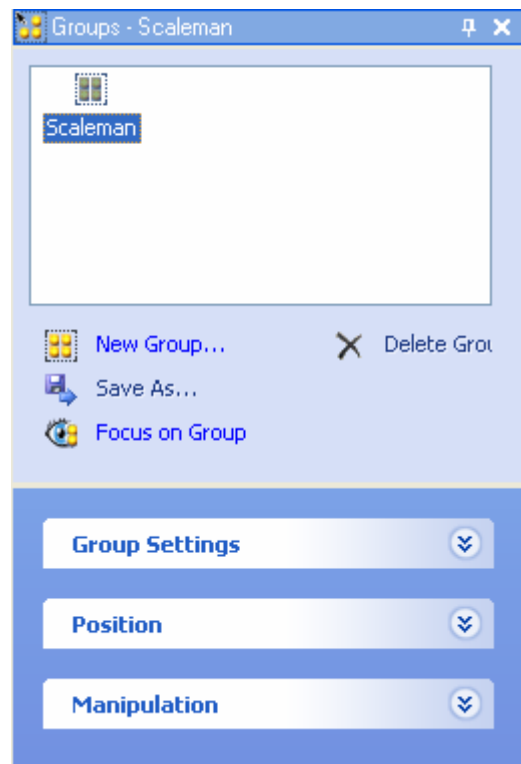 Groups - Scaleman
Scaleman
New Group...
Delete Grou
Save As...
Focus on Group
Group Settings
Position
Manipulation